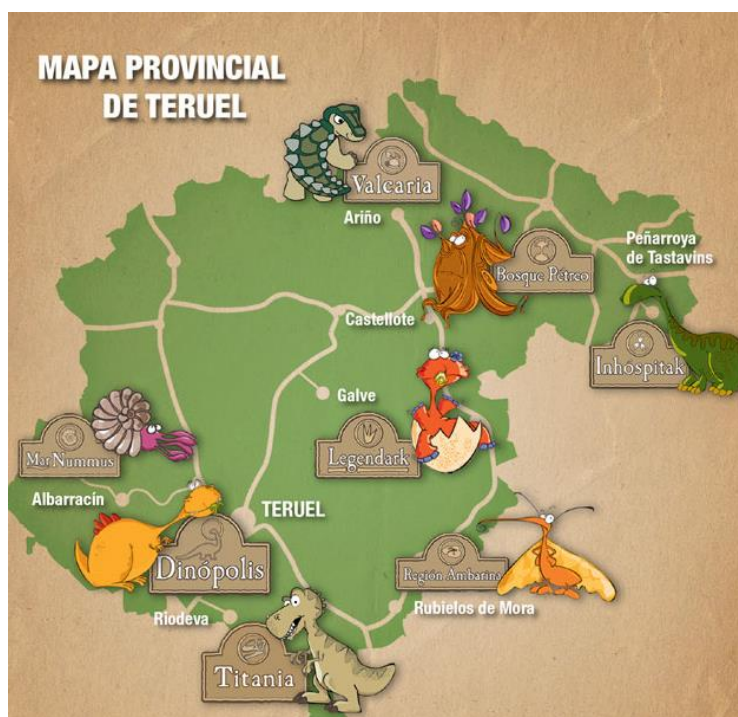 MAPA PROVINCIAL
DE TERUEL
Valcaria
Ariño
Peñarroya
de Tastavins
Bosque Pétreo
Inhospitak
Castellote
Galve
Legendark
Mar Nummus
Albarracín
TERUEL
Dinópolis
Región Ambarina
Rubielos de Mora
Riodeva
Titania